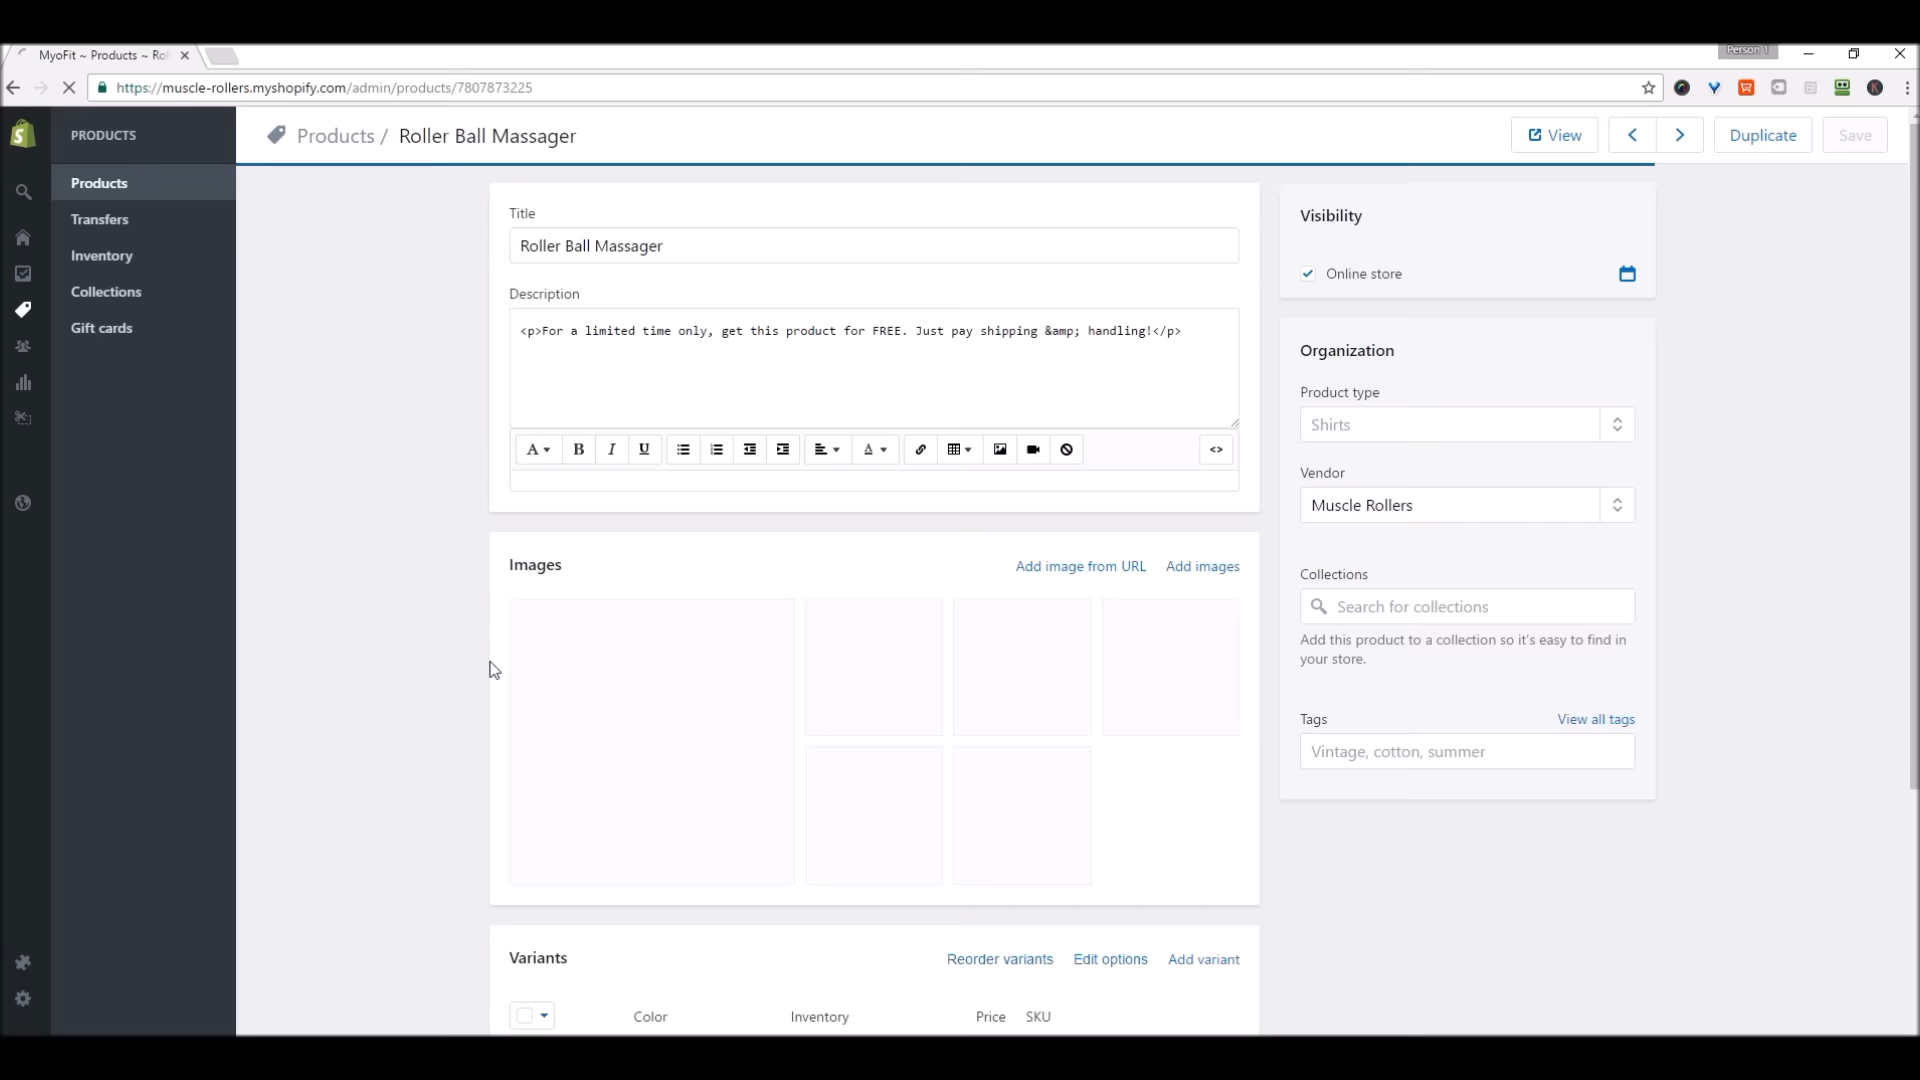 MyoFit ~ Products ~ Rol
Person 1
https://muscle-rollers.myshopify.com/admin/products/7807873225
PRODUCTS
Products
Transfers
Inventory
Collections
Gift cards
Products / Roller Ball Massager
View
Duplicate
Save
Title
Roller Ball Massager
Description
<p>For a limited time only, get this product for FREE. Just pay shipping &amp; handling!</p>
A B I U A <>
Images
Add image from URL
Add images
Variants
Reorder variants
Edit options
Add variant
Color
Inventory
Price
SKU
Visibility
Online store
Organization
Product type
Shirts
Vendor
Muscle Rollers
Collections
Search for collections
Add this product to a collection so it's easy to find in
your store.
Tags
View all tags
Vintage, cotton, summer